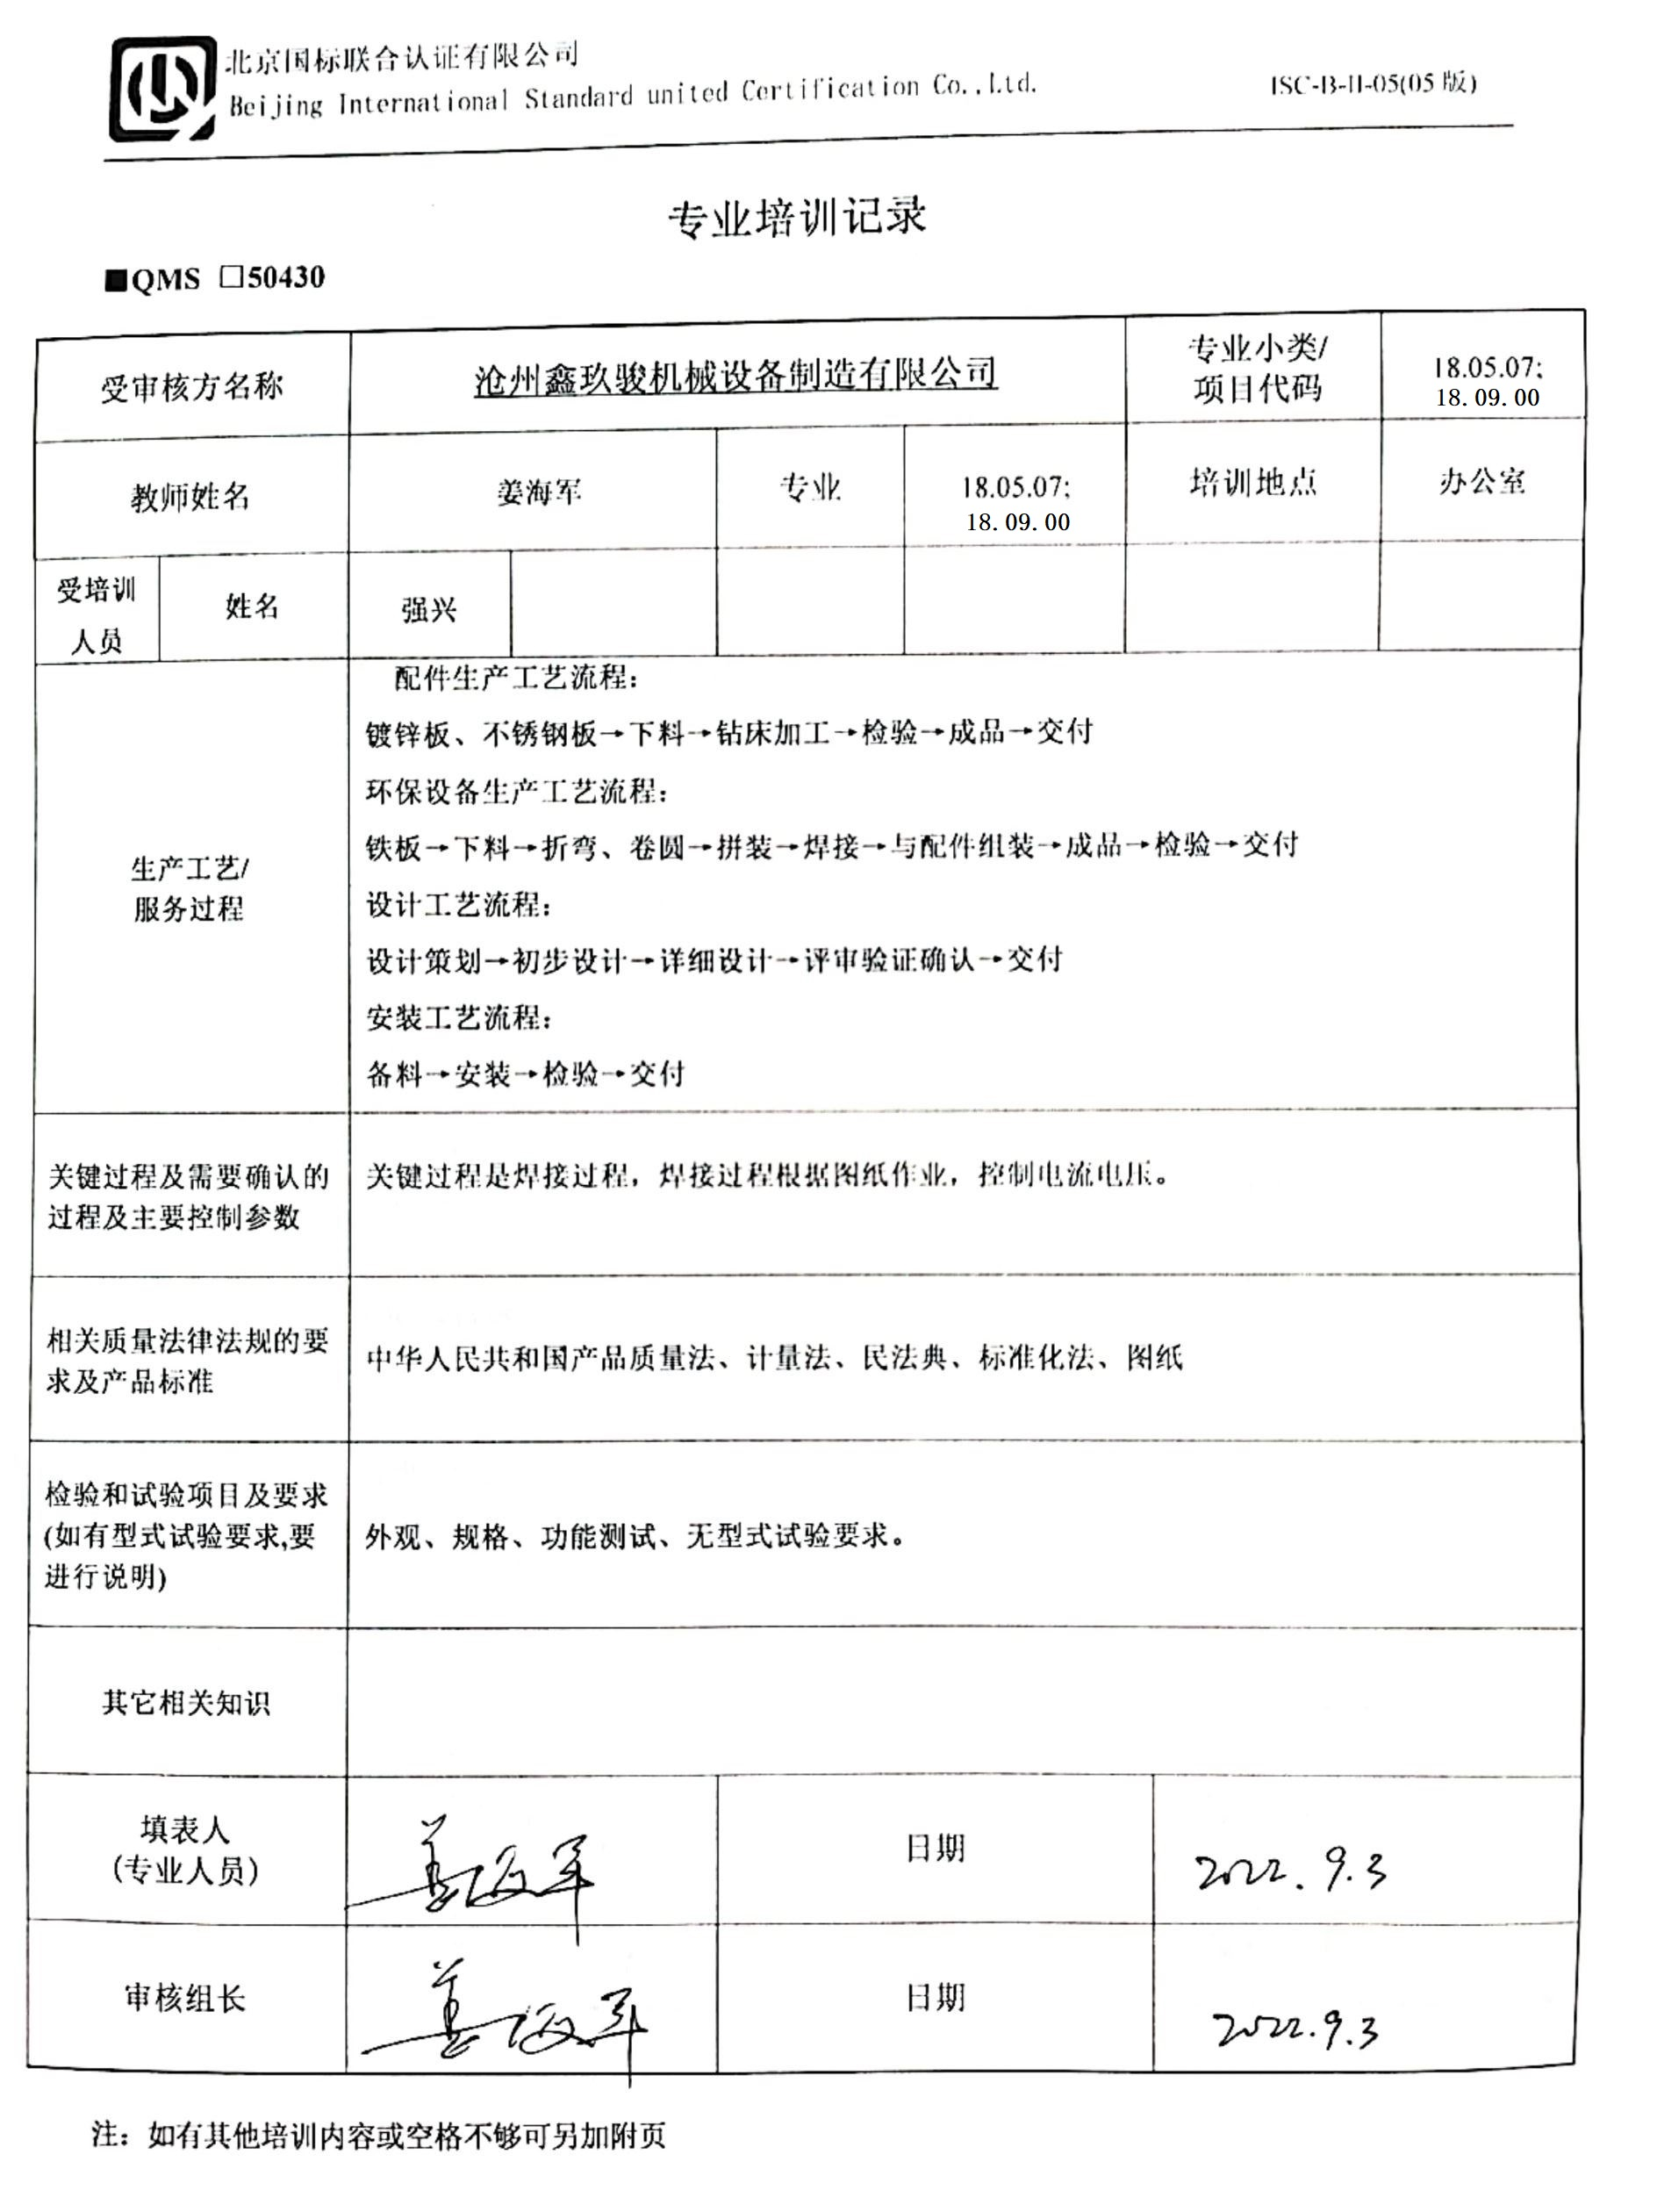 北京国标联合认证有限公司
Beijing International Standard united Certification Co.,Ltd.
ISC-B-II-05(05版)
专业培训记录
■QMS □50430
受审核方名称
沧州鑫玖骏机械设备制造有限公司
专业小类/
项目代码
18.05.07;
18.09.00
教师姓名
姜海军
专业
18.05.07;
18.09.00
培训地点
办公室
受培训
人员
姓名
强兴
生产工艺/
服务过程
配件生产工艺流程：
镀锌板、不锈钢板→下料→钻床加工→检验→成品→交付
环保设备生产工艺流程：
铁板→下料→折弯、卷圆→拼装→焊接→与配件组装→成品→检验→交付
设计工艺流程：
设计策划→初步设计→详细设计→评审验证确认→交付
安装工艺流程：
备料→安装→检验→交付
关键过程及需要确认的
过程及主要控制参数
关键过程是焊接过程，焊接过程根据图纸作业，控制电流电压。
相关质量法律法规的要
求及产品标准
中华人民共和国产品质量法、计量法、民法典、标准化法、图纸
检验和试验项目及要求
(如有型式试验要求,要
进行说明)
外观、规格、功能测试、无型式试验要求。
其它相关知识
填表人
(专业人员)
姜海军
日期
2022.9.3
审核组长
姜海军
日期
2022.9.3
注：如有其他培训内容或空格不够可另加附页